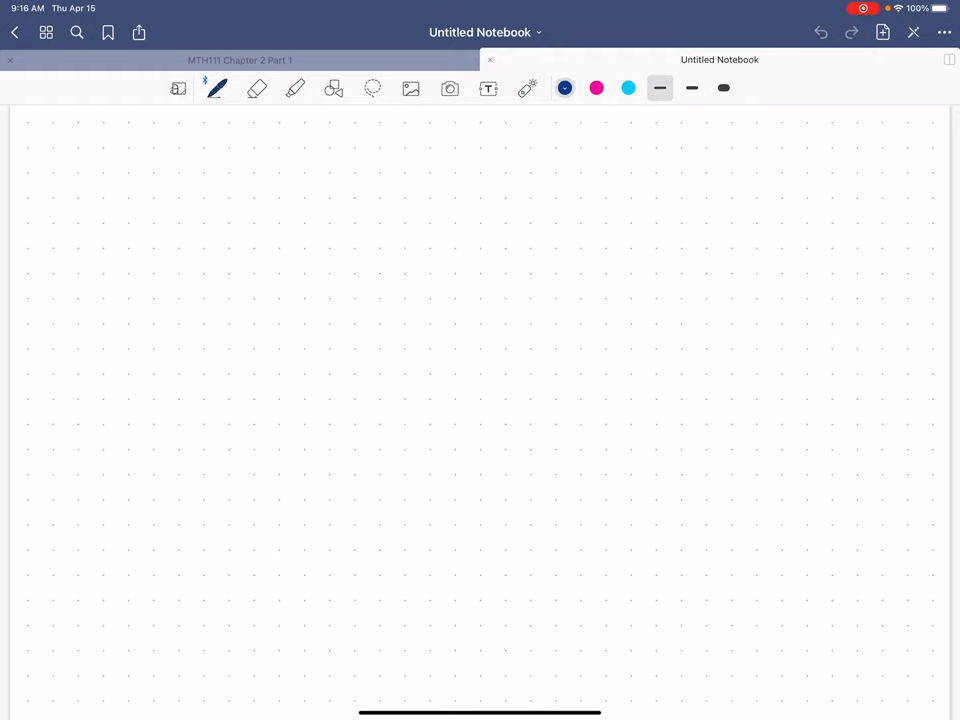 9:16 AM Thu Apr 15
100%
Untitled Notebook
MTH111 Chapter 2 Part 1
Untitled Notebook
T